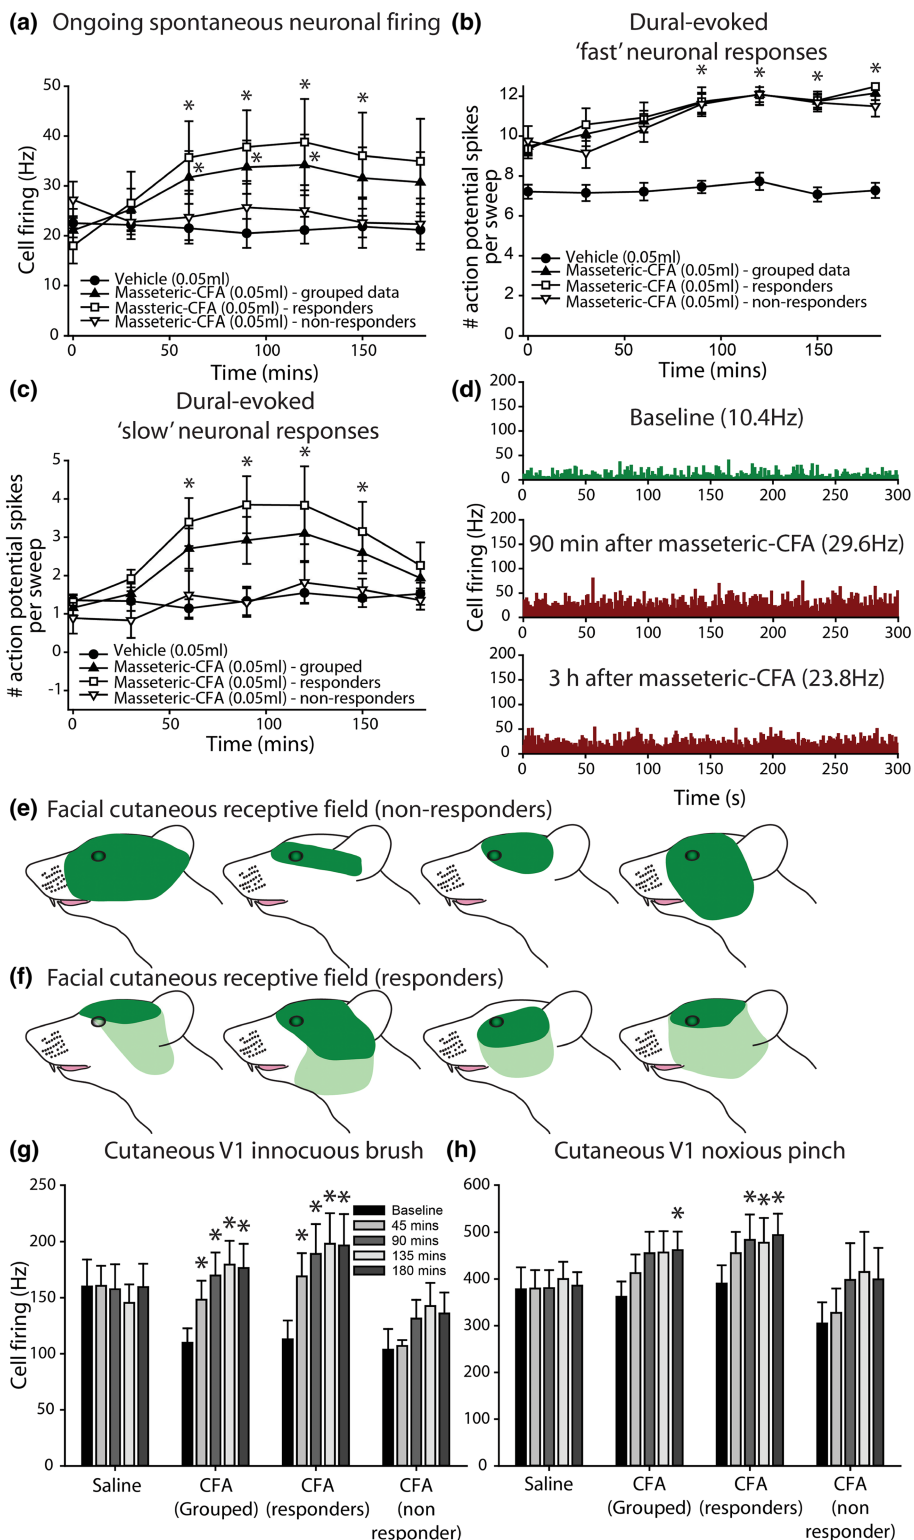 (a) Ongoing spontaneous neuronal firing
50
40
30
20
10
0
Cell firing (Hz)
*
*
*
*
*
*
*
Vehicle (0.05ml)
Masseteric-CFA (0.05ml) - grouped data
Masseteric-CFA (0.05ml) - responders
Masseteric-CFA (0.05ml) - non-responders
0 50 100 150
Time (mins)
(b) Dural-evoked
‘fast’ neuronal responses
12
10
8
6
4
2
0
# action potential spikes
per sweep
* * * *
Vehicle (0.05ml)
Masseteric-CFA (0.05ml) - grouped data
Masseteric-CFA (0.05ml) - responders
Masseteric-CFA (0.05ml) - non-responders
0 50 100 150
Time (mins)
(c) Dural-evoked
‘slow’ neuronal responses
5
4
3
2
1
0
-1
# action potential spikes
per sweep
* * * *
Vehicle (0.05ml)
Masseteric-CFA (0.05ml) - grouped
Masseteric-CFA (0.05ml) - responders
Masseteric-CFA (0.05ml) - non-responders
0 50 100 150
Time (mins)
(d)
200
150
100
50
0
Baseline (10.4Hz)
0 50 100 150 200 250 300
Cell firing (Hz)
200
150
100
50
0
90 min after masseteric-CFA (29.6Hz)
0 50 100 150 200 250 300
200
150
100
50
0
3 h after masseteric-CFA (23.8Hz)
0 50 100 150 200 250 300
Time (s)
(e) Facial cutaneous receptive field (non-responders)
(f) Facial cutaneous receptive field (responders)
(g) Cutaneous V1 innocuous brush
250
200
150
100
50
0
Cell firing (Hz)
* * * *
* * * *
Baseline
45 mins
90 mins
135 mins
180 mins
Saline
CFA
(Grouped)
CFA
(responders)
CFA
(non
responder)
(h) Cutaneous V1 noxious pinch
600
500
400
300
200
100
0
*
* * *
Saline
CFA
(Grouped)
CFA
(responders)
CFA
(non
responder)